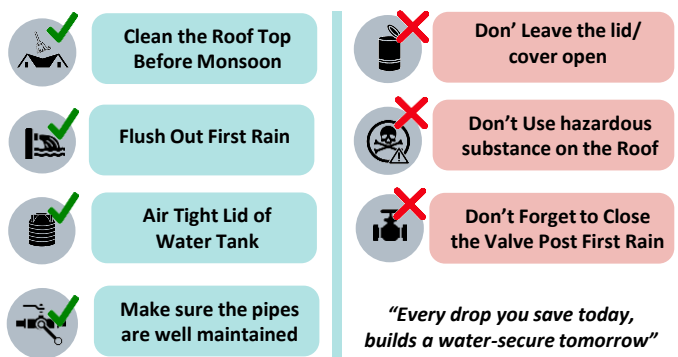 Clean the Roof Top
Before Monsoon
Flush Out First Rain
Air Tight Lid of
Water Tank
Make sure the pipes
are well maintained
Don’ Leave the lid/
cover open
Don’t Use hazardous
substance on the Roof
Don’t Forget to Close
the Valve Post First Rain
“Every drop you save today,
builds a water-secure tomorrow”